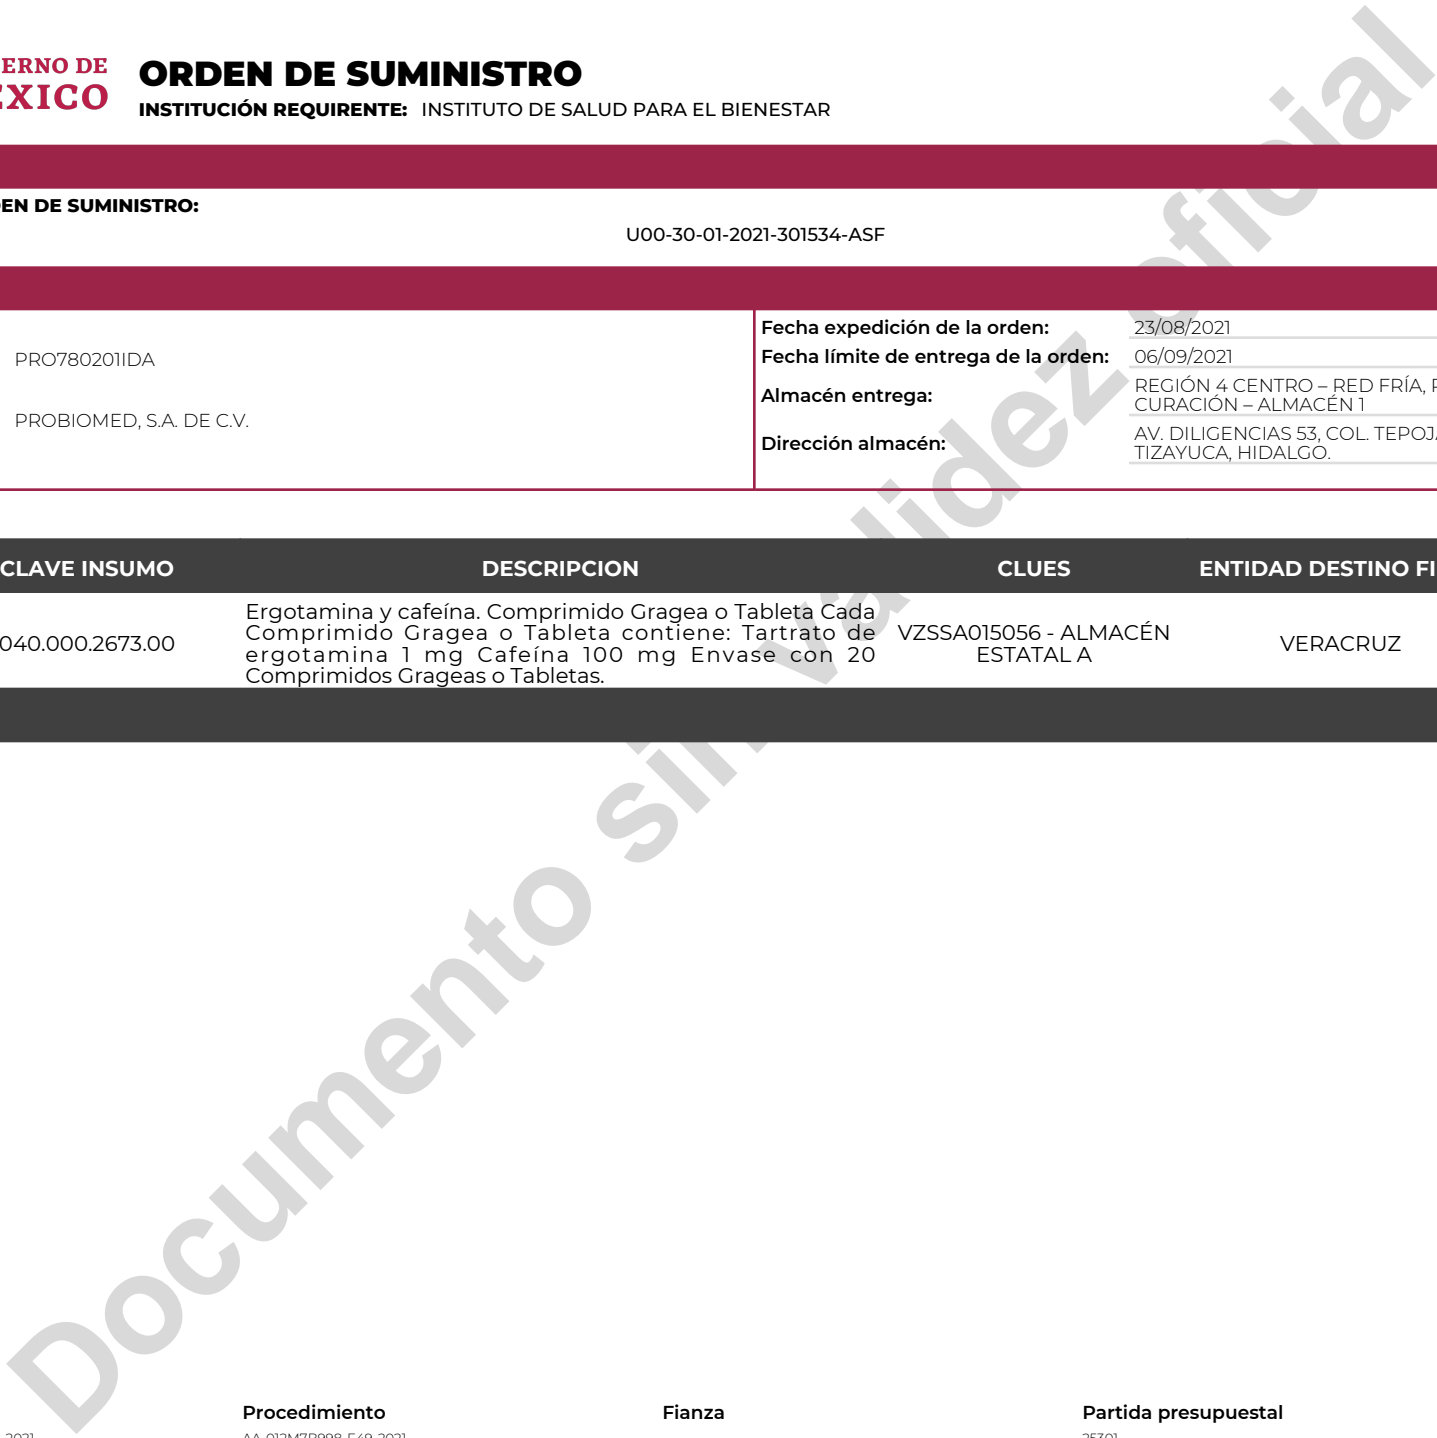 ERNO DE
EXICO
ORDEN DE SUMINISTRO
INSTITUCIÓN REQUIRENTE: INSTITUTO DE SALUD PARA EL BIENESTAR
EN DE SUMINISTRO:
U00-30-01-2021-301534-ASF
PRO780201IDA
PROBIOMED, S.A. DE C.V.
Fecha expedición de la orden: 23/08/2021
Fecha límite de entrega de la orden: 06/09/2021
Almacén entrega: REGIÓN 4 CENTRO – RED FRÍA,
CURACIÓN – ALMACÉN 1
Dirección almacén: AV. DILIGENCIAS 53, COL. TEPOJ
TIZAYUCA, HIDALGO.
CLAVE INSUMO DESCRIPCION CLUES ENTIDAD DESTINO FI
040.000.2673.00
Ergotamina y cafeína. Comprimido Gragea o Tableta Cada
Comprimido Gragea o Tableta contiene: Tartrato de
ergotamina 1 mg Cafeína 100 mg Envase con 20
Comprimidos Grageas o Tabletas.
VZSSA015056 - ALMACÉN
ESTATAL A
VERACRUZ
Documento sin validez oficial
Procedimiento Fianza Partida presupuestal